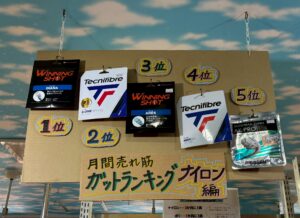 3位
4位
WINNING SHOT
Tecnifibre
WINNING SHOT
Tecnifibre
5位
1位
2位
月間売れ筋
ガットランキング
ナイロン編